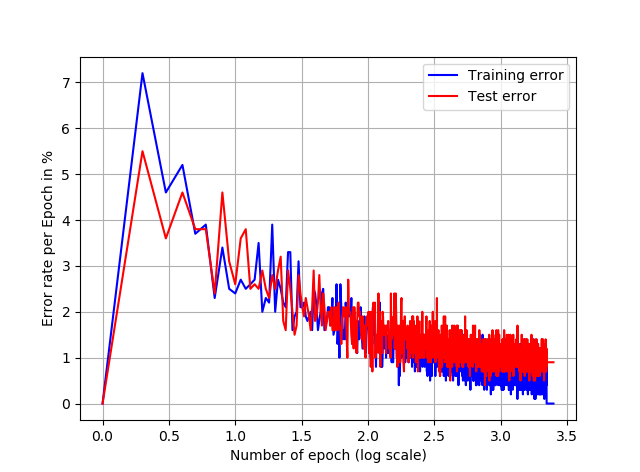 Training error
Test error
7
6
5
4
3
2
1
0
Error rate per Epoch in %
0.0 0.5 1.0 1.5 2.0 2.5 3.0 3.5
Number of epoch (log scale)